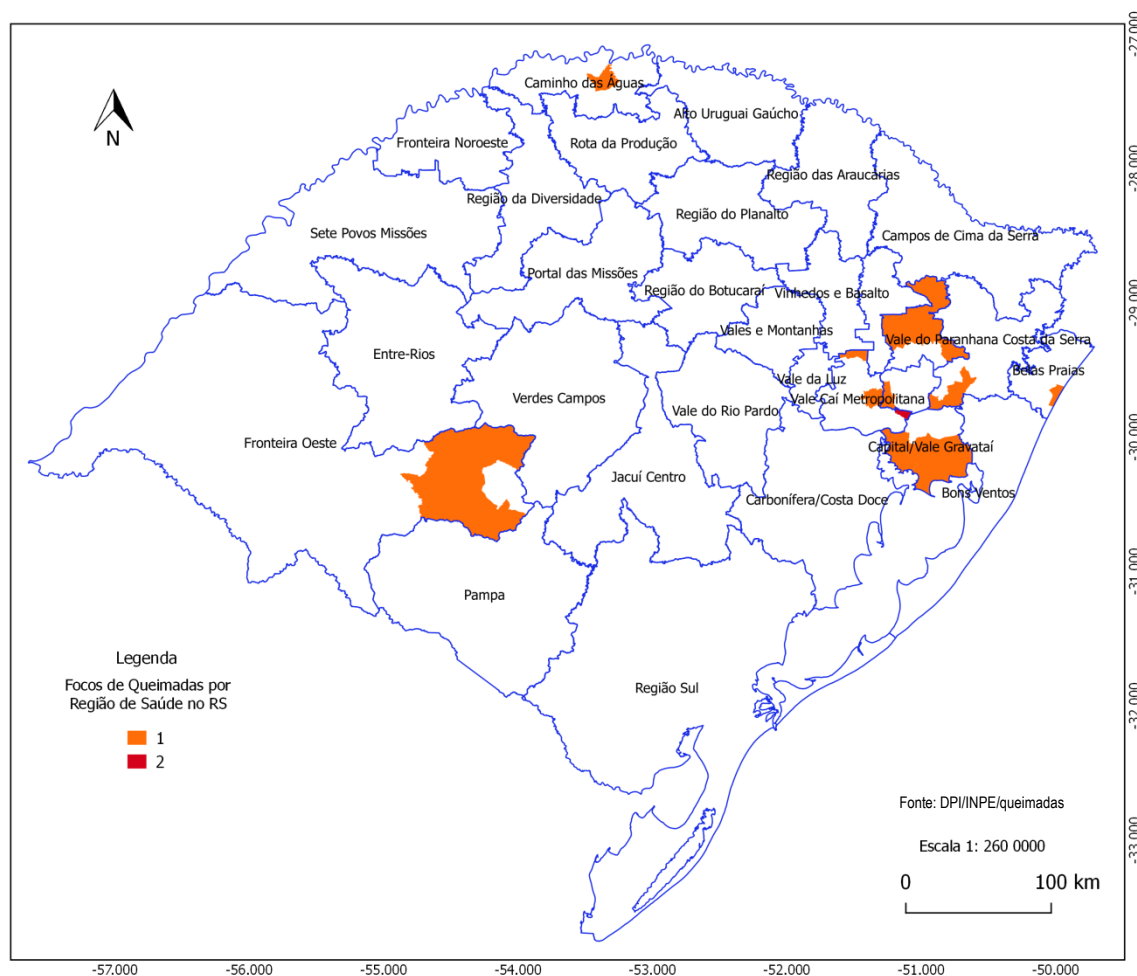 -27.000
Caminho das Águas
Alto Uruguai Gaúcho
N
Fronteira Noroeste
Rota da Produção
-28.000
Região das Araucárias
Região da Diversidade
Região do Planalto
Sete Povos Missões
Campos de Cima da Serra
Portal das Missões
Região do Botucaraí
Vinhedos e Basalto
-29.000
Vales e Montanhas
Vale do Paranhana Costa da Serra
Entre-Rios
Belas Praias
Vale da Luz
Verdes Campos
Vale Caí Metropolitana
Vale do Rio Pardo
-30.000
Fronteira Oeste
Capital/Vale Gravataí
Jacuí Centro
Bons Ventos
Carbonífera/Costa Doce
-31.000
Pampa
Legenda
Focos de Queimadas por
Região de Saúde no RS
1
2
Região Sul
-32.000
Fonte: DPI/INPE/queimadas
Escala 1: 260 0000
-33.000
0 100 km
-57.000 -56.000 -55.000 -54.000 -53.000 -52.000 -51.000 -50.000